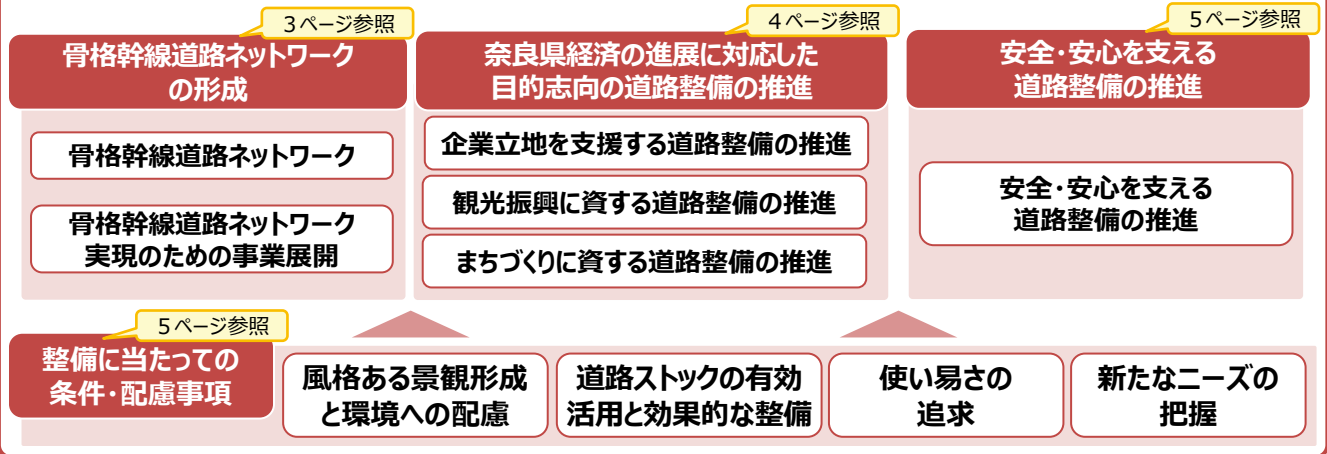 3ページ参照
骨格幹線道路ネットワーク
の形成
骨格幹線道路ネットワーク
骨格幹線道路ネットワーク
実現のための事業展開
4ページ参照
奈良県経済の進展に対応した
目的志向の道路整備の推進
企業立地を支援する道路整備の推進
観光振興に資する道路整備の推進
まちづくりに資する道路整備の推進
5ページ参照
安全・安心を支える
道路整備の推進
安全・安心を支える
道路整備の推進
5ページ参照
整備に当たっての
条件・配慮事項
風格ある景観形成
と環境への配慮
道路ストックの有効
活用と効果的な整備
使い易さの
追求
新たなニーズの
把握